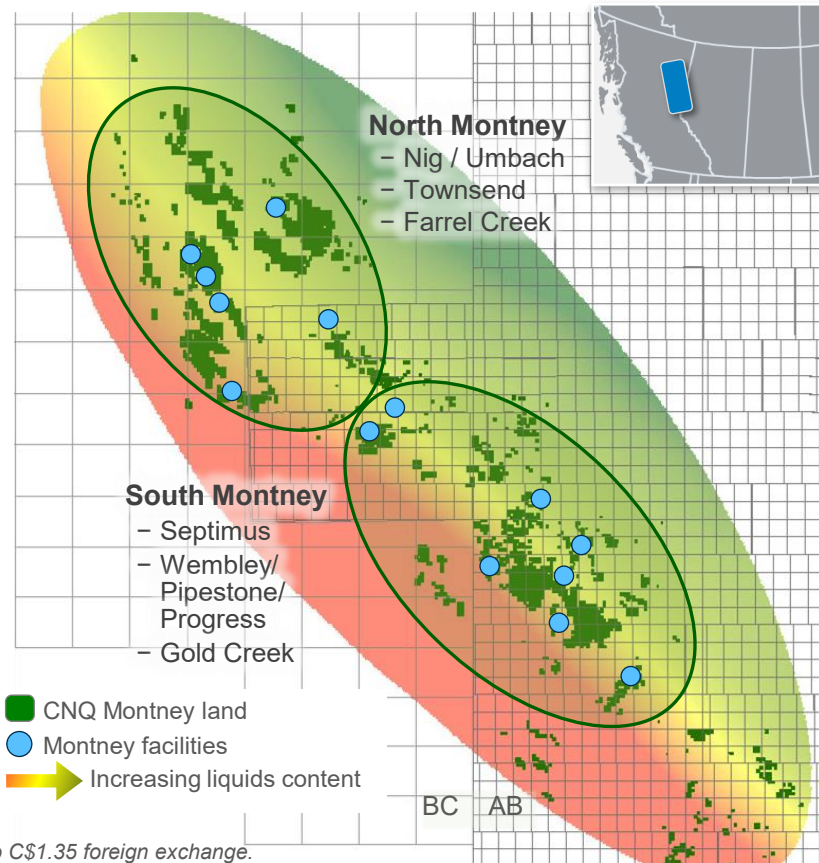 North Montney
– Nig / Umbach
– Townsend
– Farrel Creek
South Montney
– Septimus
– Wembley/
Pipestone/
Progress
– Gold Creek
CNQ Montney land
Montney facilities
Increasing liquids content
BC AB
C$1.35 foreign exchange.